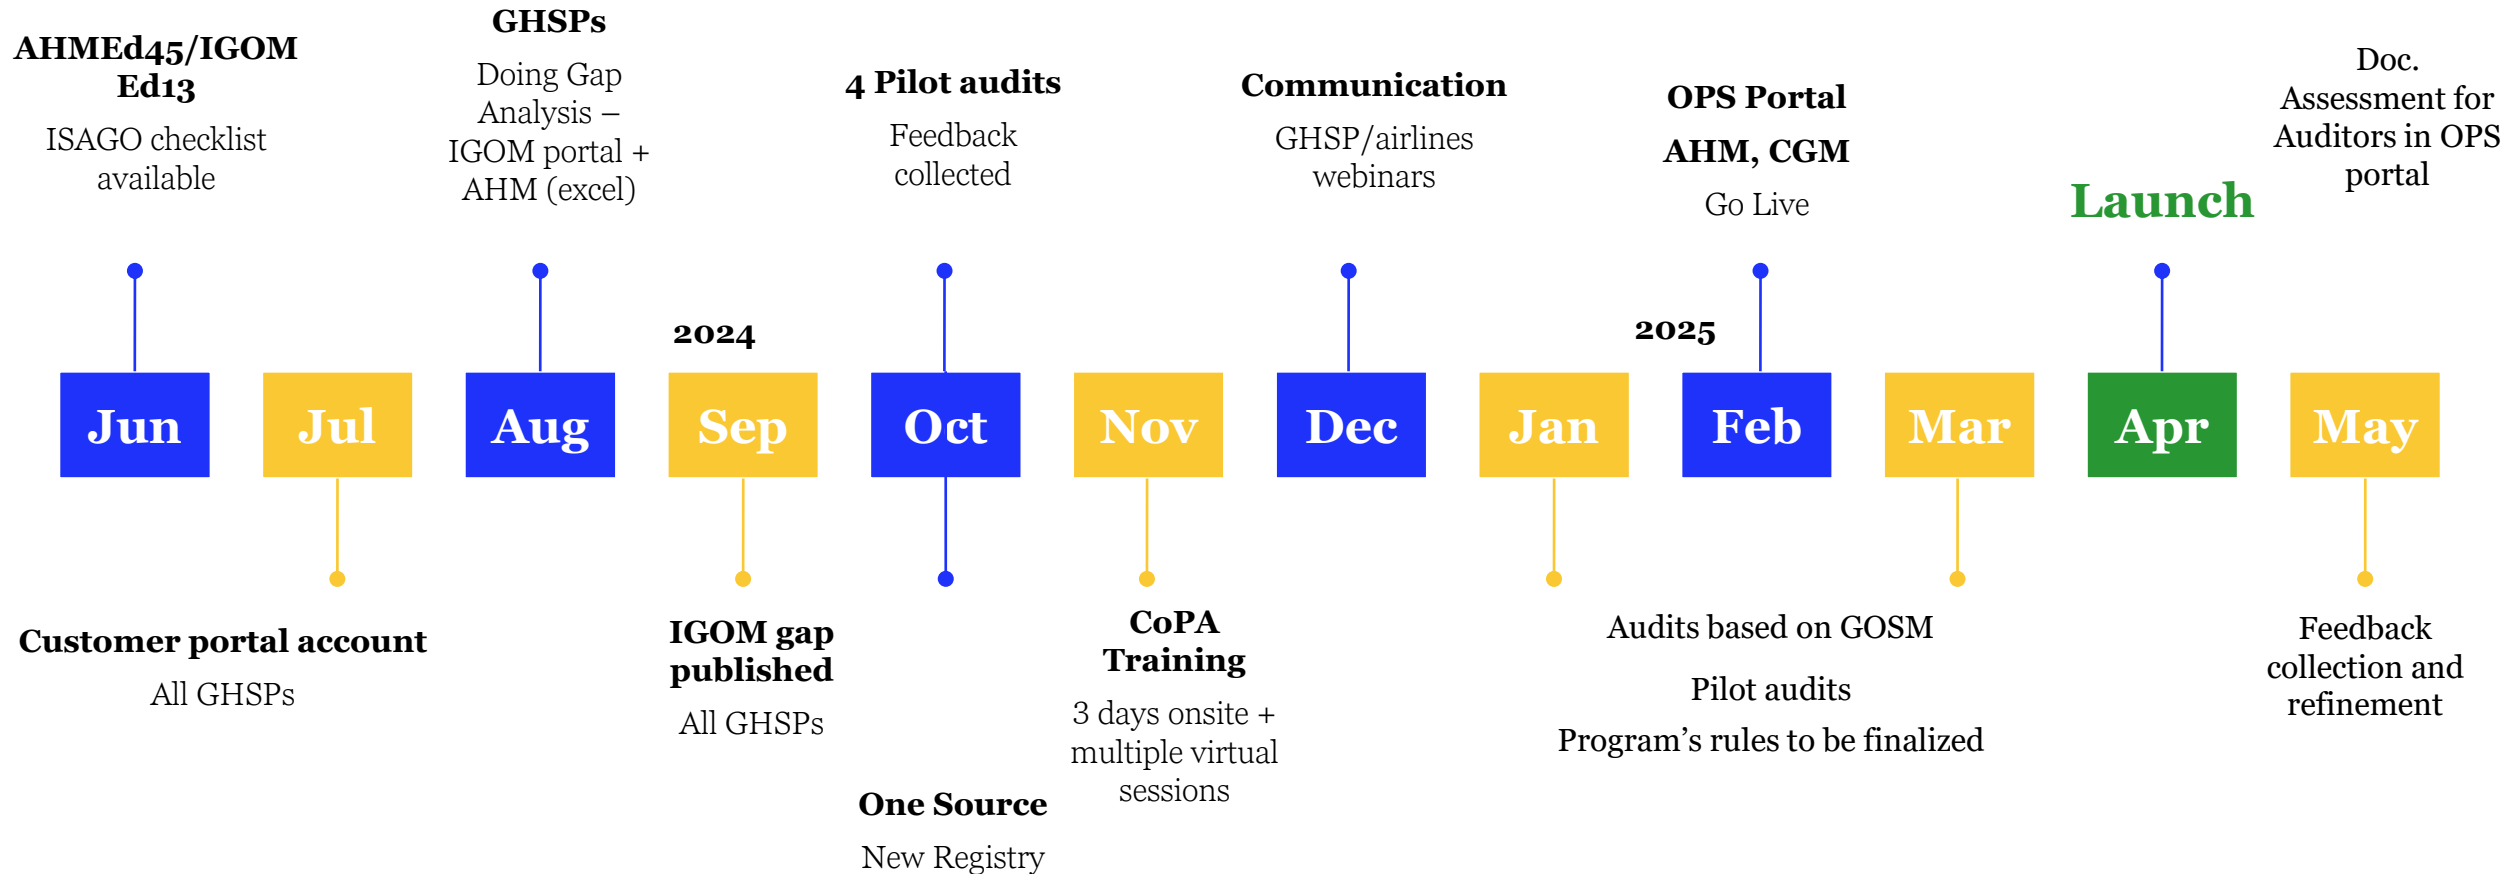 AHMEd45/IGOM
Ed13
ISAGO checklist
available
GHSPs
Doing Gap
Analysis –
IGOM portal +
AHM (excel)
4 Pilot audits
Feedback
collected
Communication
GHSP/airlines
webinars
OPS Portal
AHM, CGM
Go Live
Launch
Doc.
Assessment for
Auditors in OPS
portal
2024
2025
Jun
Jul
Aug
Sep
Oct
Nov
Dec
Jan
Feb
Mar
Apr
May
Customer portal account
All GHSPs
IGOM gap
published
All GHSPs
One Source
New Registry
CoPA
Training
3 days onsite +
multiple virtual
sessions
Audits based on GOSM
Pilot audits
Program’s rules to be finalized
Feedback
collection and
refinement